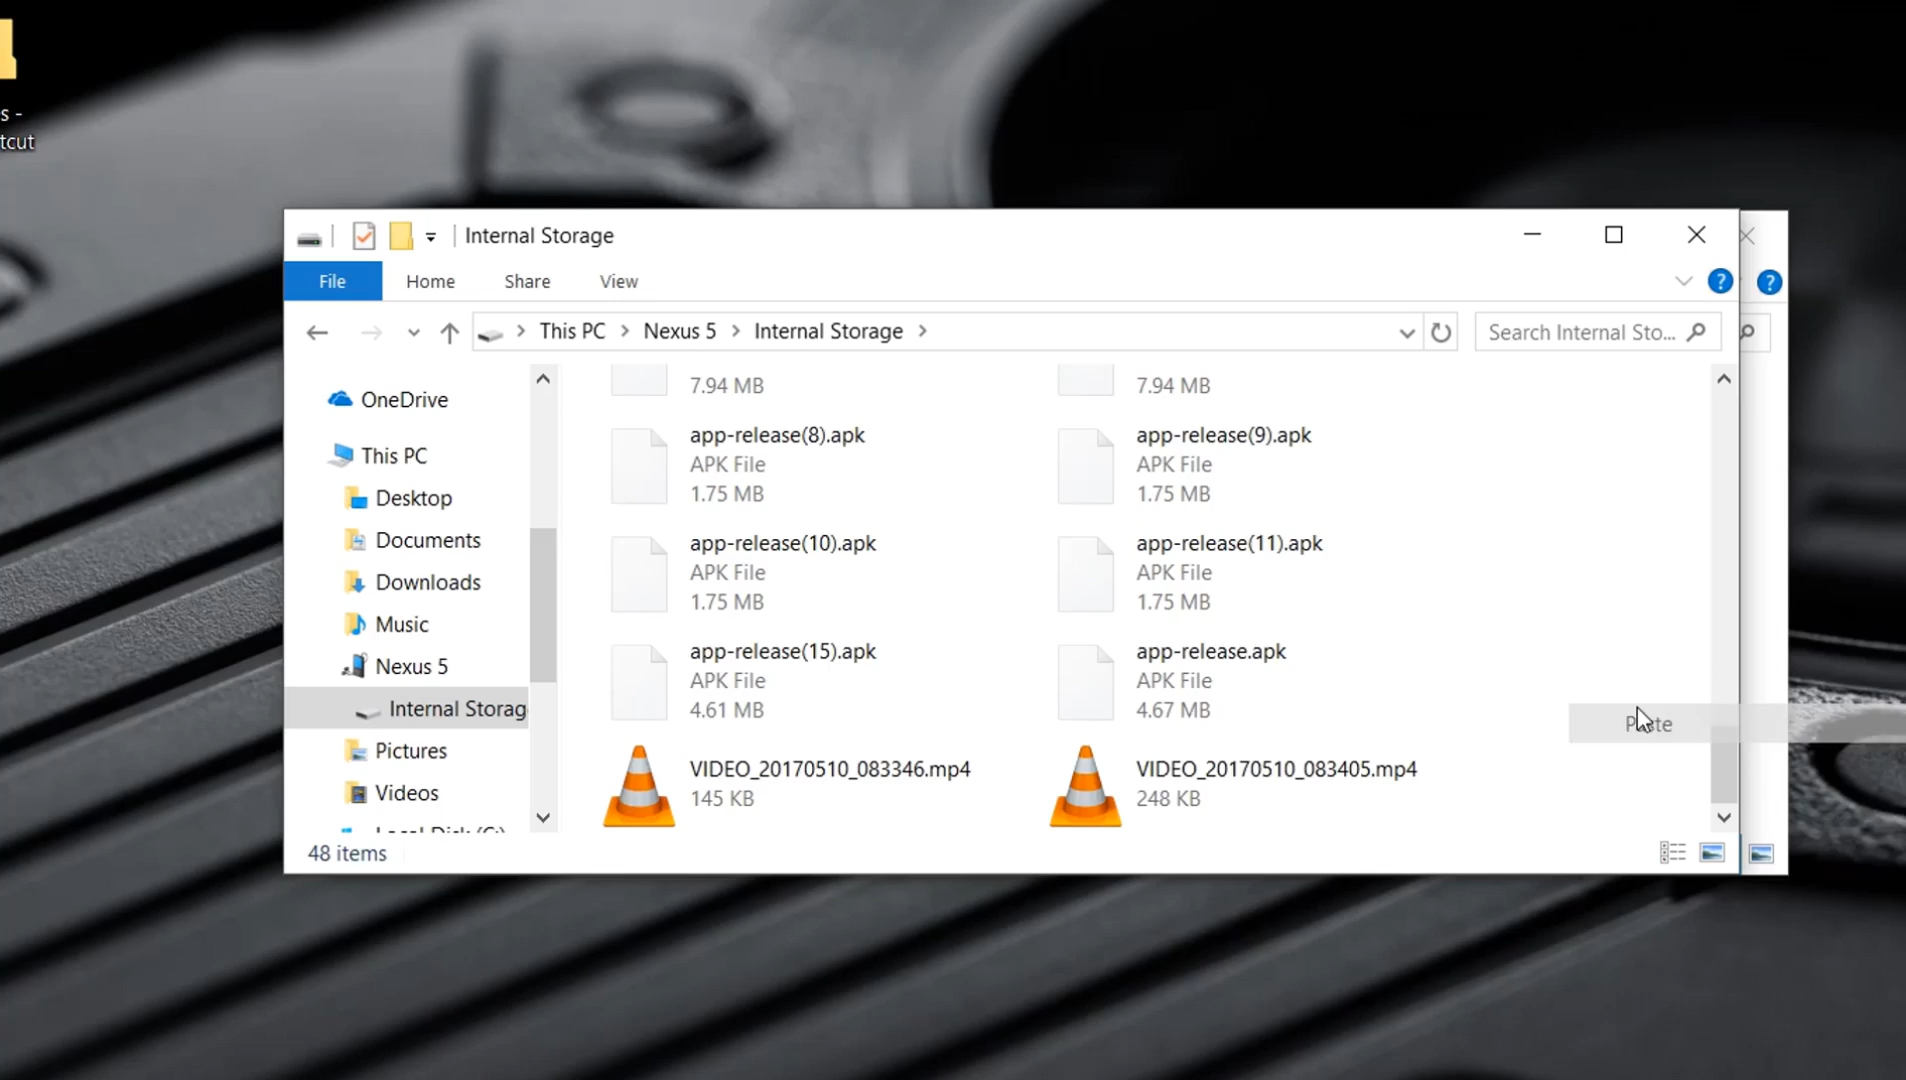 s -
tcut
Internal Storage
File
Home
Share
View
?
?
This PC
Nexus 5
Internal Storage
Search Internal Sto...
OneDrive
This PC
Desktop
Documents
Downloads
Music
Nexus 5
Internal Storag
Pictures
Videos
Local Disk (C:)
7.94 MB
7.94 MB
app-release(8).apk
APK File
1.75 MB
app-release(9).apk
APK File
1.75 MB
app-release(10).apk
APK File
1.75 MB
app-release(11).apk
APK File
1.75 MB
app-release(15).apk
APK File
4.61 MB
app-release.apk
APK File
4.67 MB
VIDEO_20170510_083346.mp4
145 KB
VIDEO_20170510_083405.mp4
248 KB
Paste
48 items